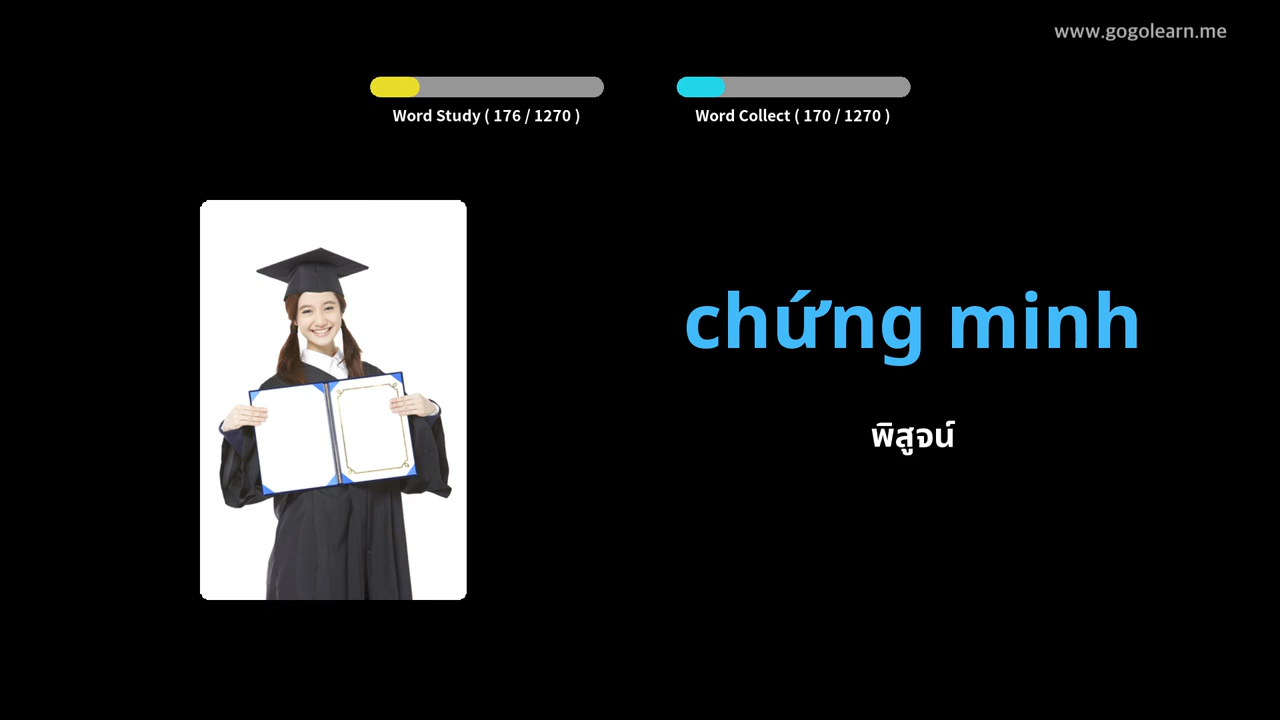 www.gogolearn.me
Word Study ( 176 / 1270 )
Word Collect ( 170 / 1270 )
chứng minh
พิสูจน์